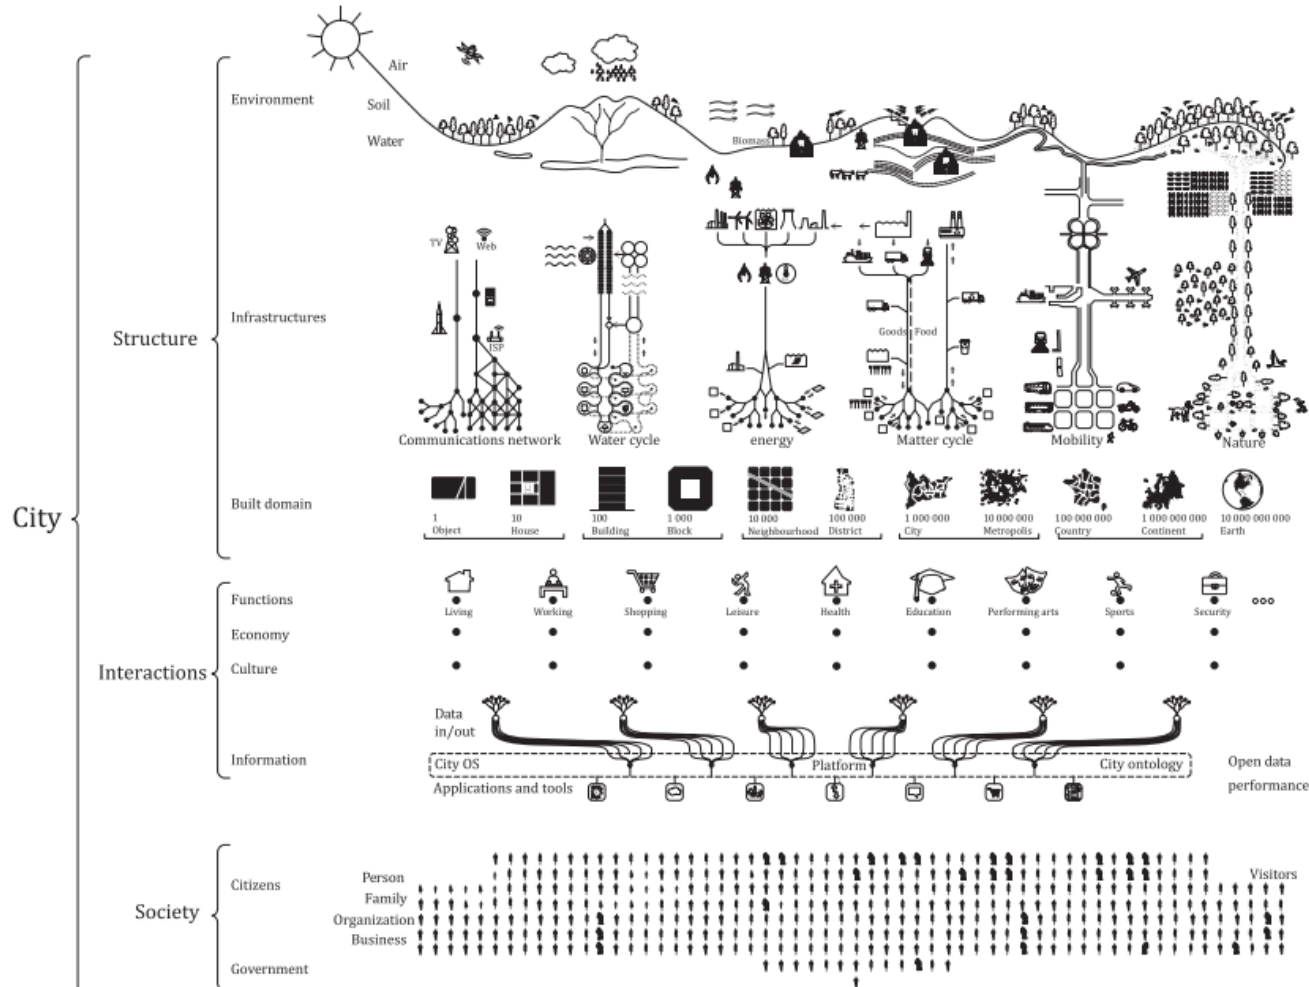 City
Structure
Environment
Air
Soil
Water
Biomass
Infrastructures
TV
Web
ISP
Goods
Food
Communications network
Water cycle
energy
Matter cycle
Mobility
Nature
Built domain
1
Object
10
House
100
Building
1 000
Block
10 000
Neighbourhood
100 000
District
1 000 000
City
10 000 000
Metropolis
100 000 000
Country
1 000 000 000
Continent
10 000 000 000
Earth
Interactions
Functions
Living
Working
Shopping
Leisure
Health
Education
Performing arts
Sports
Security
Economy
Culture
Information
Data
in/out
City OS
Platform
City ontology
Applications and tools
Open data
performance
Society
Citizens
Person
Family
Organization
Business
Visitors
Government